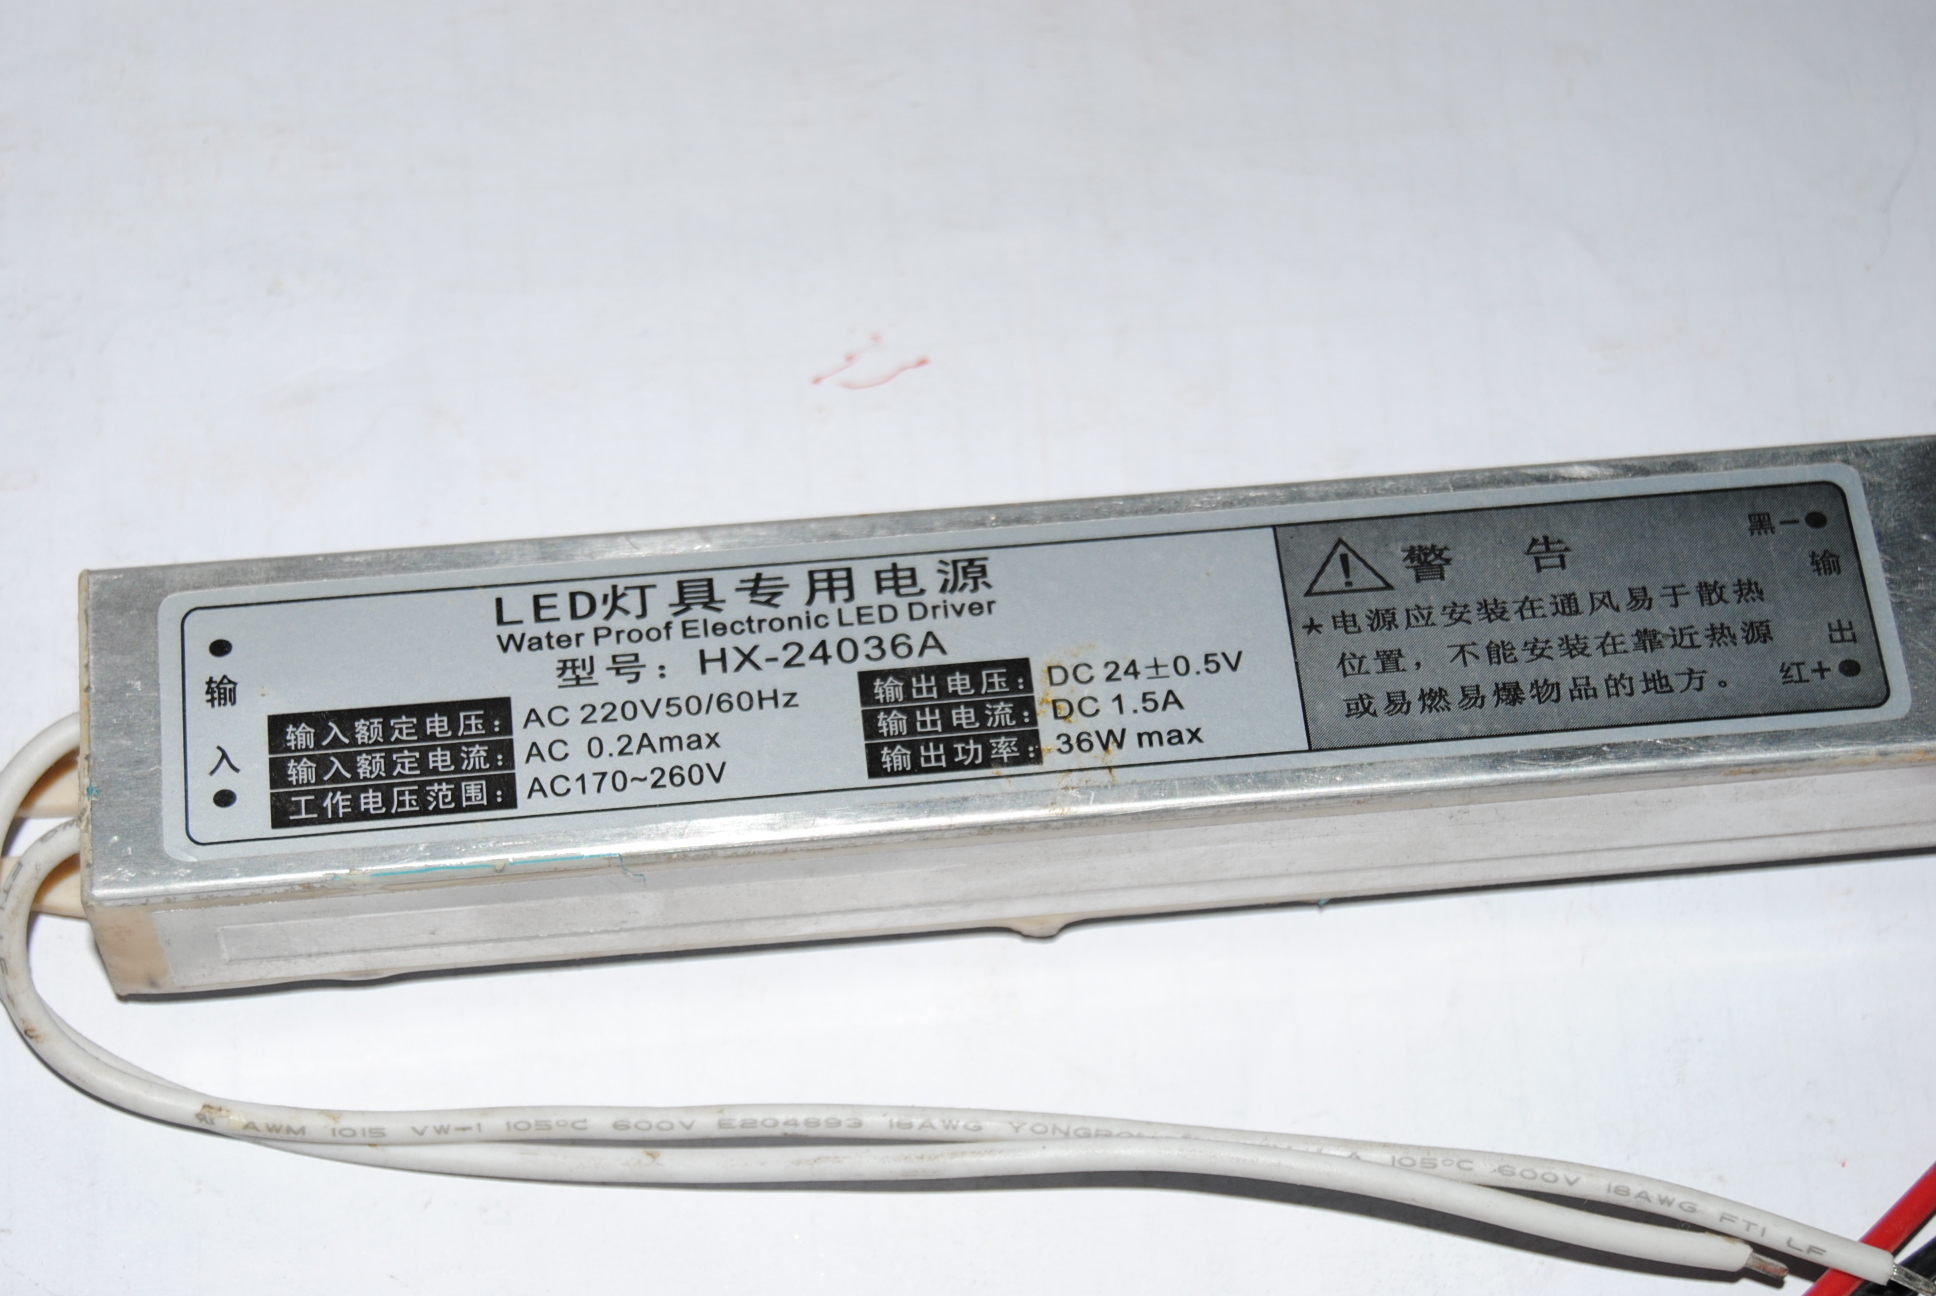 LED灯具专用电源
Water Proof Electronic LED Driver
型号：HX-24036A
输
入
输入额定电压：AC 220V50/60Hz
输入额定电流：AC 0.2Amax
工作电压范围：AC170~260V
输出电压：DC 24±0.5V
输出电流：DC 1.5A
输出功率：36W max
警告
*电源应安装在通风易于散热
位置，不能安装在靠近热源
或易燃易爆物品的地方。
黑－
输
出
红+
AWM 1015 VW-1 105°C 600V E204693 18AWG
105°C 600V 18AWG FT1 LF